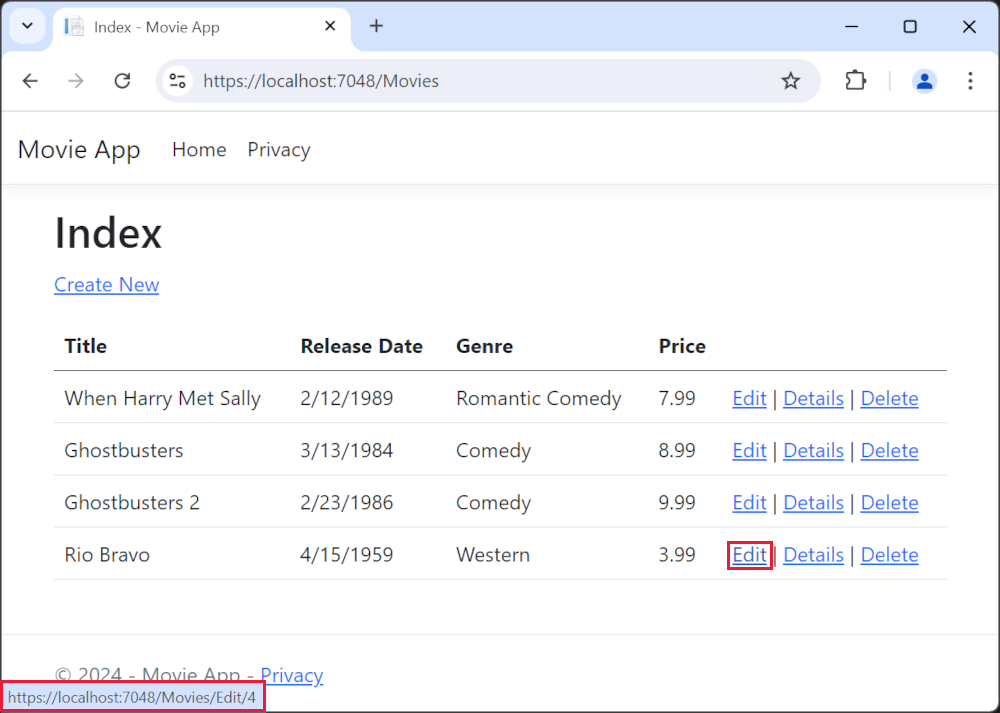 Index - Movie App
https://localhost:7048/Movies
Movie App Home Privacy
Index
Create New
Title Release Date Genre Price
When Harry Met Sally 2/12/1989 Romantic Comedy 7.99 Edit | Details | Delete
Ghostbusters 3/13/1984 Comedy 8.99 Edit | Details | Delete
Ghostbusters 2 2/23/1986 Comedy 9.99 Edit | Details | Delete
Rio Bravo 4/15/1959 Western 3.99 Edit | Details | Delete
© 2024 - Movie App - Privacy
https://localhost:7048/Movies/Edit/4